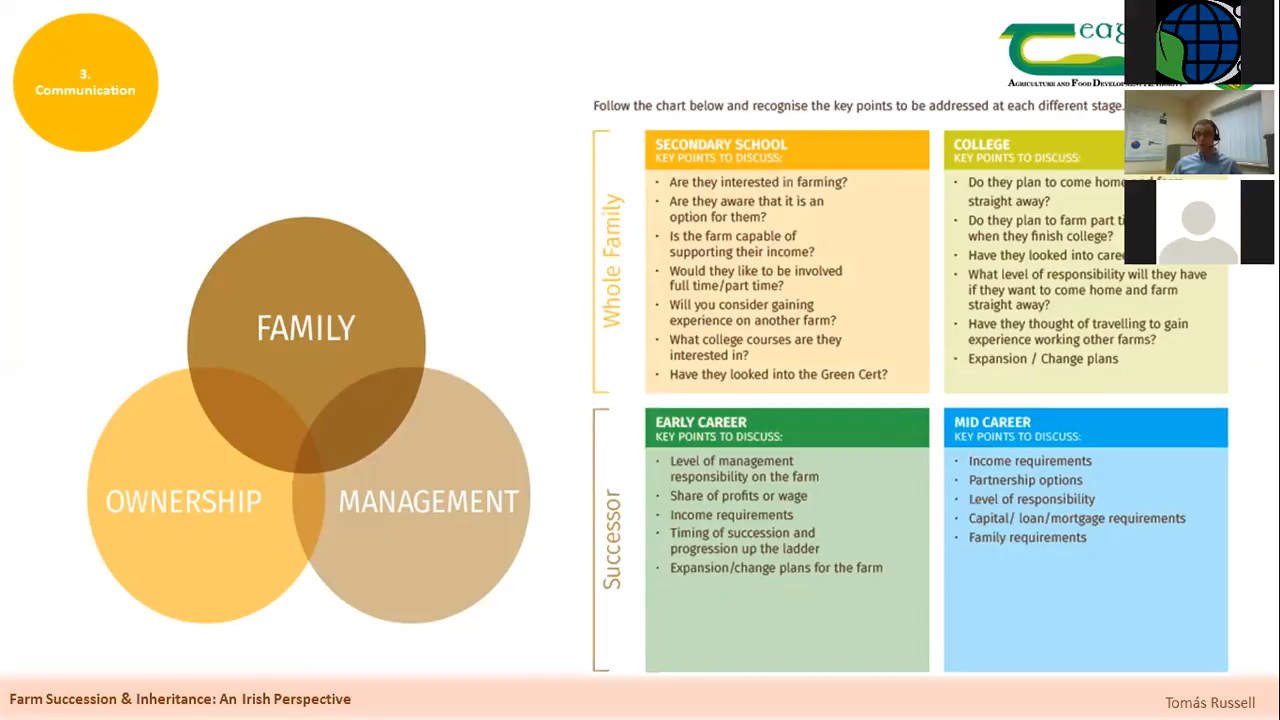 3.
Communication
eag
AGRICULTURE AND FOOD DEVELOPMENT AUTHORITY
Follow the chart below and recognise the key points to be addressed at each different stage.
Whole Family
SECONDARY SCHOOL
KEY POINTS TO DISCUSS:
• Are they interested in farming?
• Are they aware that it is an
option for them?
• Is the farm capable of
supporting their income?
• Would they like to be involved
full time/part time?
• Will you consider gaining
experience on another farm?
• What college courses are they
interested in?
• Have they looked into the Green Cert?
COLLEGE
KEY POINTS TO DISCUSS:
• Do they plan to come home and farm
straight away?
• Do they plan to farm part ti
when they finish college?
• Have they looked into care
• What level of responsibility will they have
if they want to come home and farm
straight away?
• Have they thought of travelling to gain
experience working other farms?
• Expansion / Change plans
Successor
EARLY CAREER
KEY POINTS TO DISCUSS:
• Level of management
responsibility on the farm
• Share of profits or wage
• Income requirements
• Timing of succession and
progression up the ladder
• Expansion/change plans for the farm
MID CAREER
KEY POINTS TO DISCUSS:
• Income requirements
• Partnership options
• Level of responsibility
• Capital/ loan/mortgage requirements
• Family requirements
FAMILY
OWNERSHIP
MANAGEMENT
Farm Succession & Inheritance: An Irish Perspective
Tomás Russell